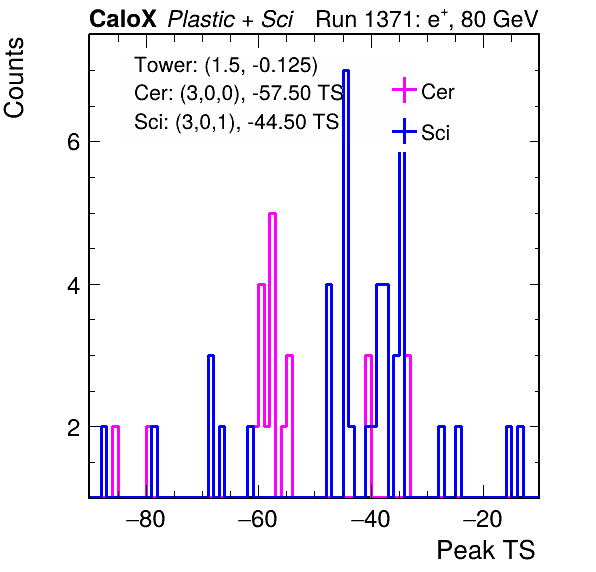 CaloX Plastic + Sci Run 1371: e⁺, 80 GeV
Tower: (1.5, -0.125)
Cer: (3,0,0), -57.50 TS
Sci: (3,0,1), -44.50 TS
Cer
Sci
Counts
6
4
2
−80 −60 −40 −20
Peak TS